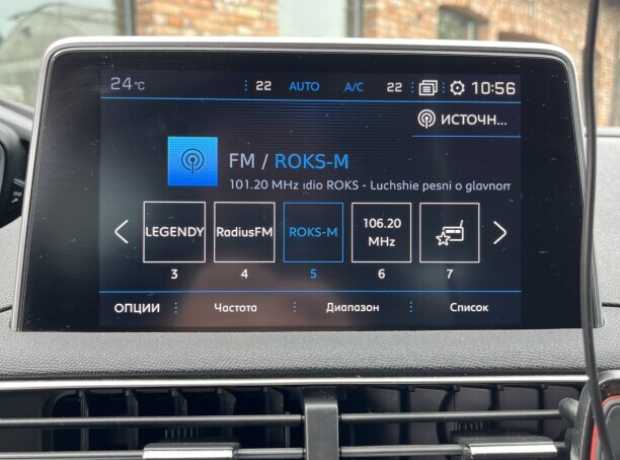 24°C 22 AUTO A/C 22 10:56
ИСТОЧН...
FM / ROKS-M
101.20 MHz ıdio ROKS - Luchshie pesni o glavnom
LEGENDY RadiusFM ROKS-M 106.20 MHz
3 4 5 6 7
ОПЦИИ Частота Диапазон Список